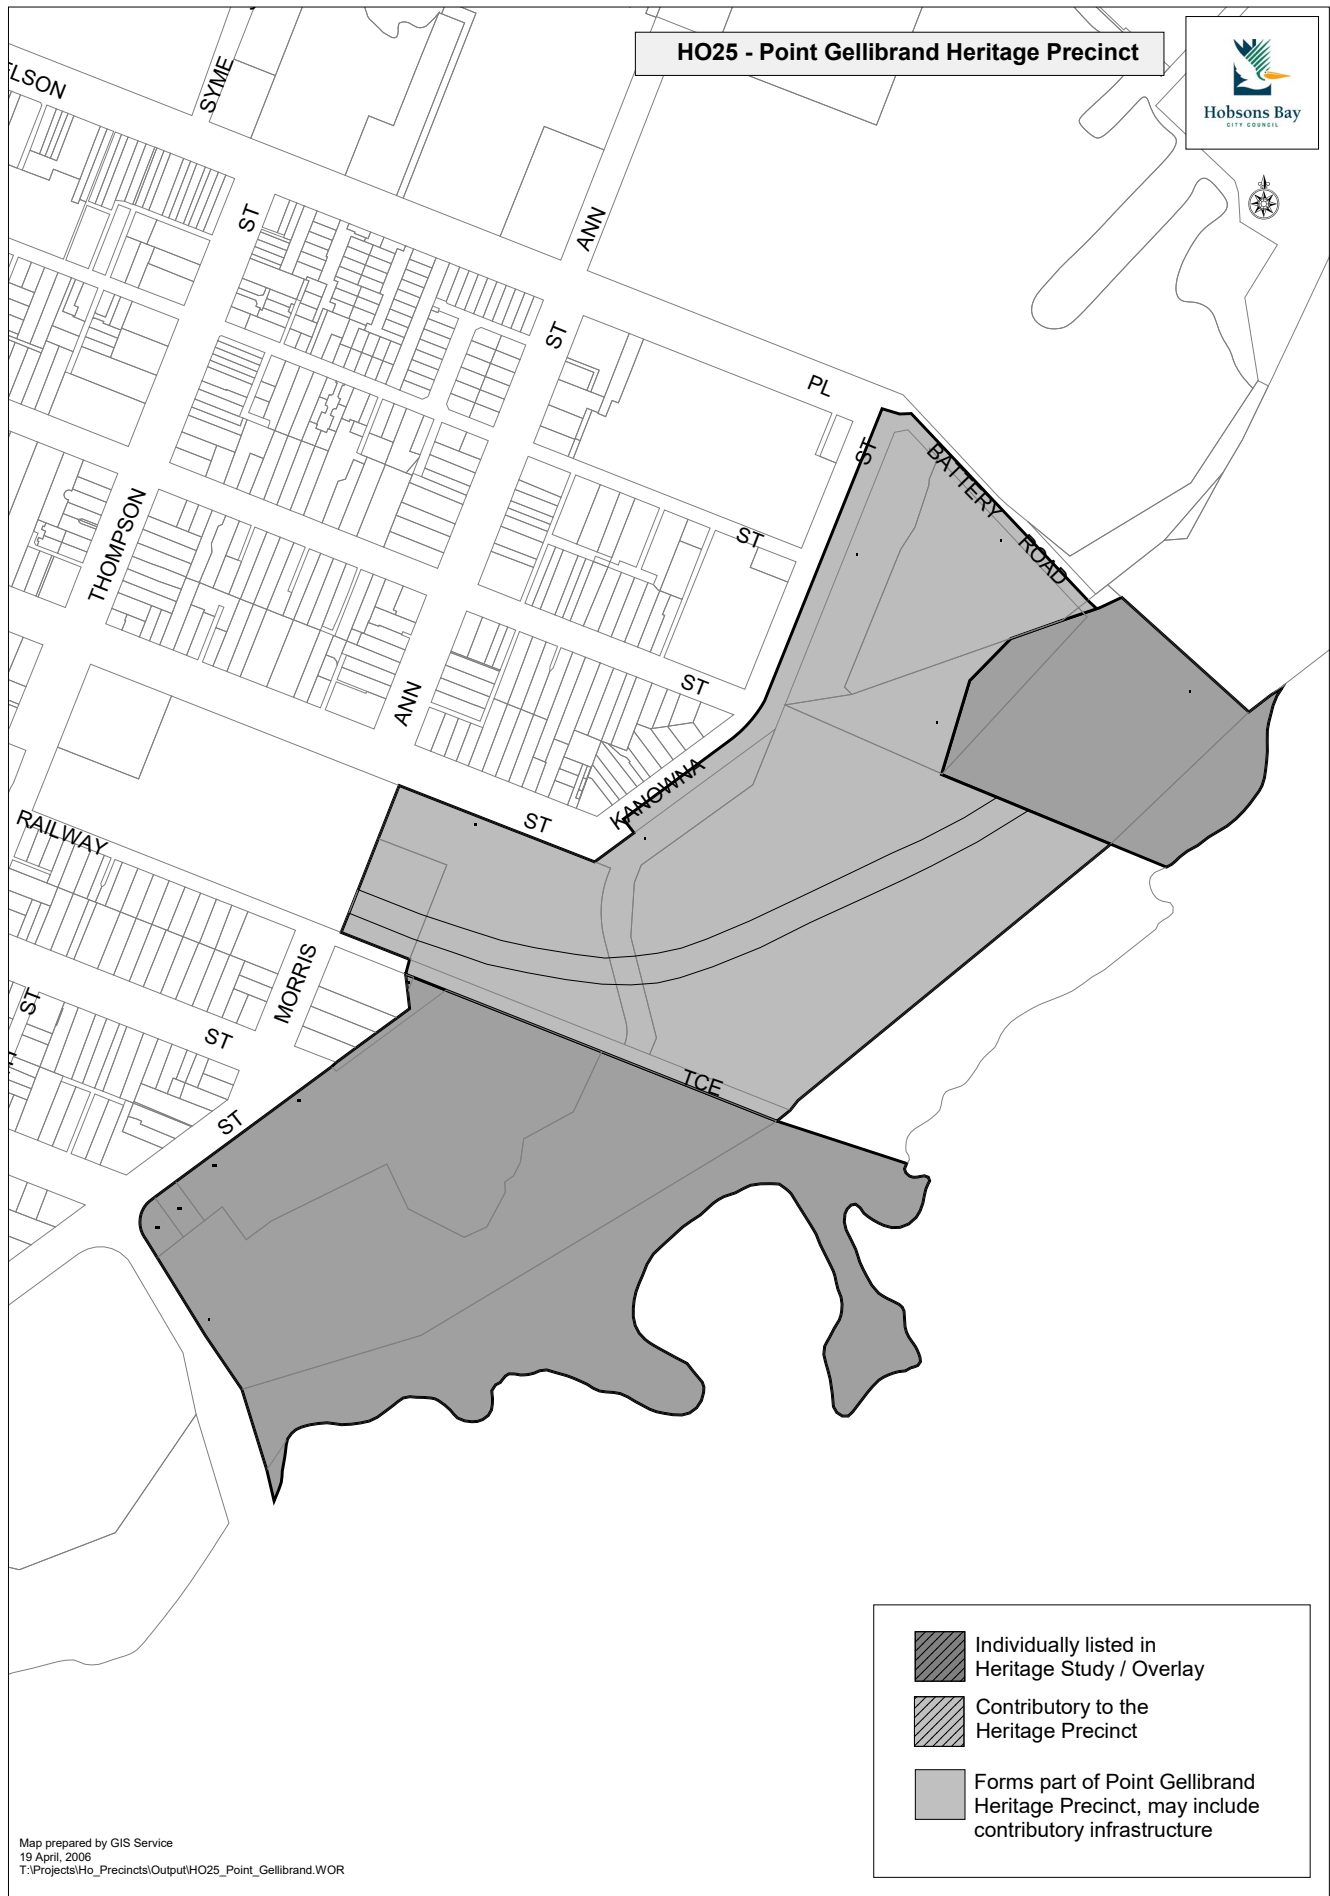 HO25 - Point Gellibrand Heritage Precinct
Hobsons Bay
CITY COUNCIL
ELSON
SYME
ST
ANN
ST
PL
ST
BATTERY
ROAD
THOMPSON
ST
ANN
ST
KANOWNA
ST
RAILWAY
MORRIS
ST
ST
TCE
ST
Individually listed in
Heritage Study / Overlay
Contributory to the
Heritage Precinct
Forms part of Point Gellibrand
Heritage Precinct, may include
contributory infrastructure
Map prepared by GIS Service
19 April, 2006
T:\Projects\Ho_Precincts\Output\HO25_Point_Gellibrand.WOR